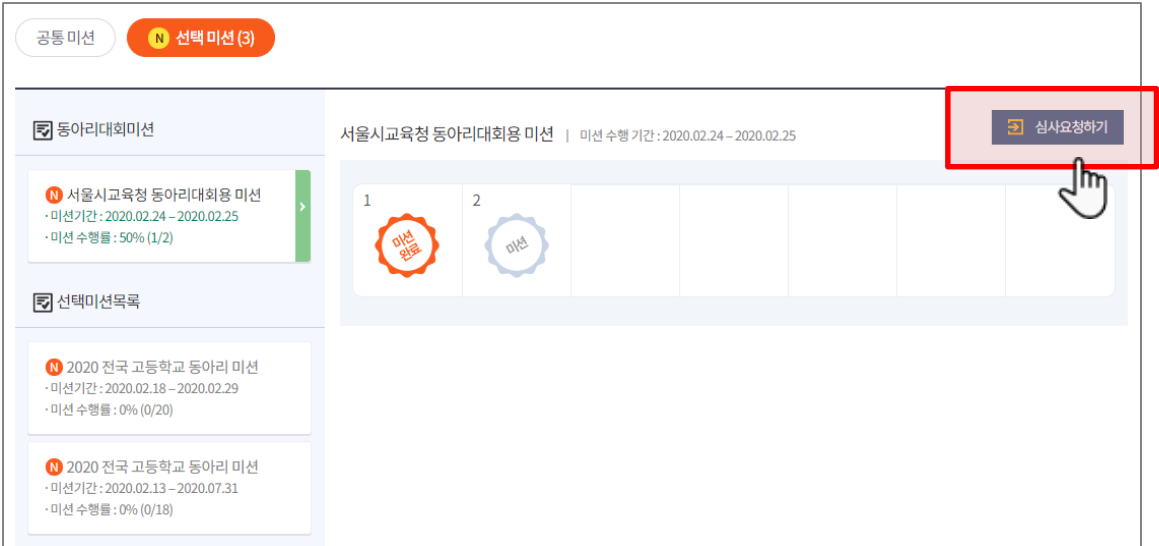 공통 미션
N 선택 미션 (3)
동아리대회미션
N 서울시교육청 동아리대회용 미션
·미션기간 : 2020.02.24 – 2020.02.25
·미션 수행률 : 50% (1/2)
선택미션목록
N 2020 전국 고등학교 동아리 미션
·미션기간 : 2020.02.18 – 2020.02.29
·미션 수행률 : 0% (0/20)
N 2020 전국 고등학교 동아리 미션
·미션기간 : 2020.02.13 – 2020.07.31
·미션 수행률 : 0% (0/18)
서울시교육청 동아리대회용 미션 | 미션 수행 기간 : 2020.02.24 – 2020.02.25
심사요청하기
1
미션
완료
2
미션